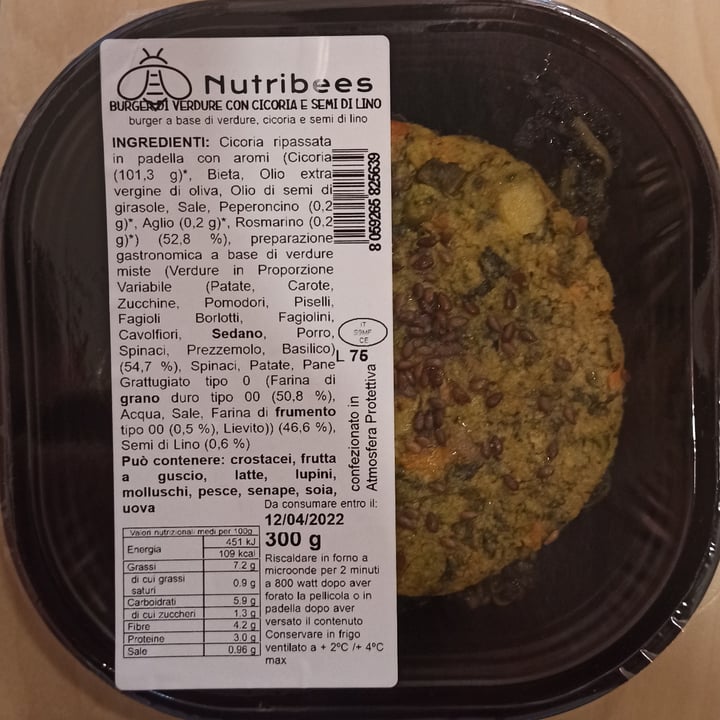 Nutribees
BURGER DI VERDURE CON CICORIA E SEMI DI LINO
burger a base di verdure, cicoria e semi di lino
INGREDIENTI: Cicoria ripassata
in padella con aromi (Cicoria
(101,3 g)*, Bieta, Olio extra
vergine di oliva, Olio di semi di
girasole, Sale, Peperoncino (0,2
g)*, Aglio (0,2 g)*, Rosmarino (0,2
g)*) (52,8 %), preparazione
gastronomica a base di verdure
miste (Verdure in Proporzione
Variabile (Patate, Carote,
Zucchine, Pomodori, Piselli,
Fagioli Borlotti, Fagiolini,
Cavolfiori, Sedano, Porro,
Spinaci, Prezzemolo, Basilico)
(54,7 %), Spinaci, Patate, Pane
Grattugiato tipo 0 (Farina di
grano duro tipo 00 (50,8 %),
Acqua, Sale, Farina di frumento
tipo 00 (0,5 %), Lievito)) (46,6 %),
Semi di Lino (0,6 %)
Può contenere: crostacei, frutta
a guscio, latte, lupini,
molluschi, pesce, senape, soia,
uova
8 059265 825639
IT
S9MF
CE
L 75
confezionato in
Atmosfera Protettiva
Da consumare entro il:
12/04/2022
300 g
Riscaldare in forno a
microonde per 2 minuti
a 800 watt dopo aver
forato la pellicola o in
padella dopo aver
versato il contenuto
Conservare in frigo
ventilato a + 2ºC /+ 4ºC
max
Valori nutrizionali medi per 100g
Energia 451 kJ
109 kcal
Grassi 7.2 g
di cui grassi
saturi 0.9 g
Carboidrati 5.9 g
di cui zuccheri 1.3 g
Fibre 4.2 g
Proteine 3.0 g
Sale 0.96 g